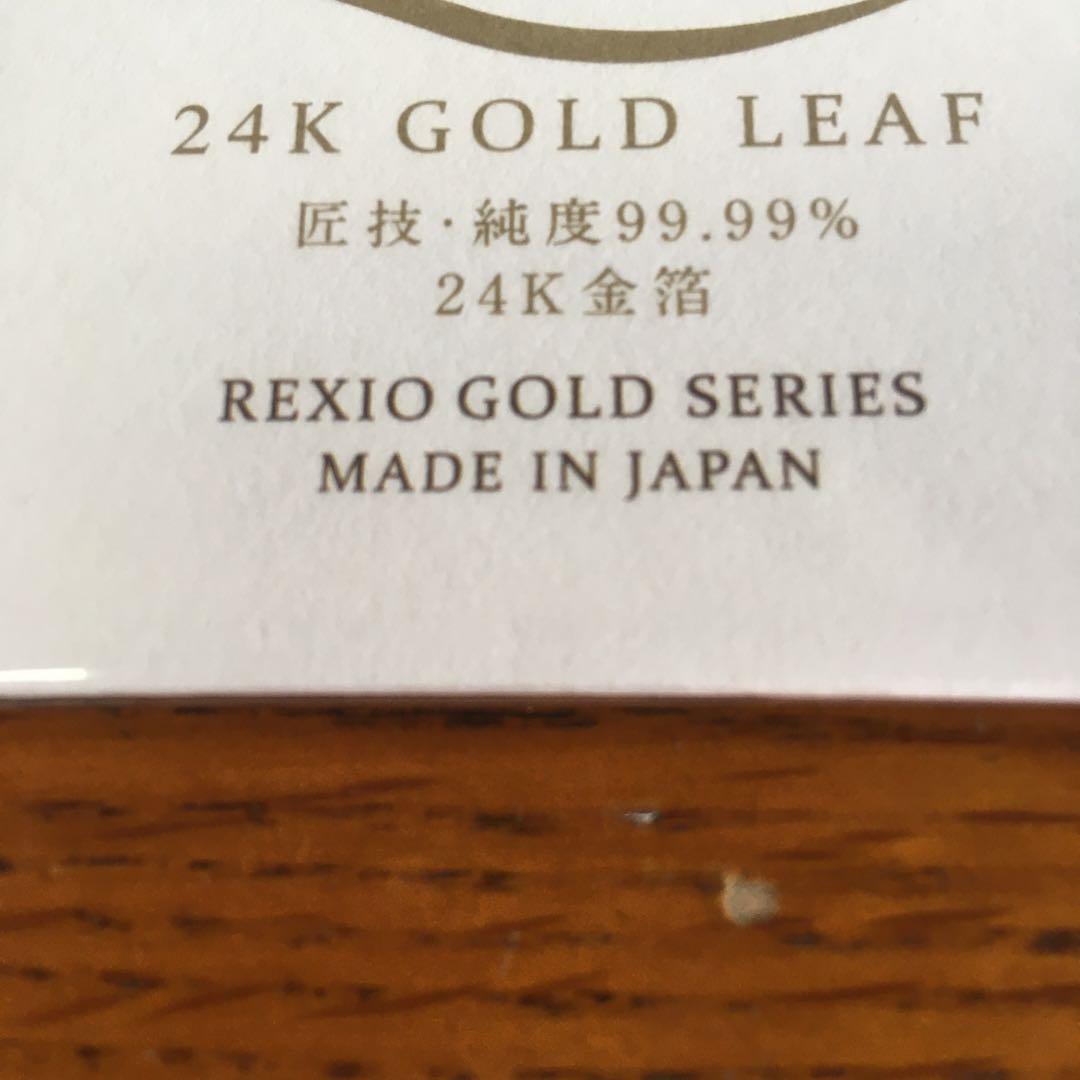 24K GOLD LEAF
匠技·純度99.99%
24K金箔
REXIO GOLD SERIES
MADE IN JAPAN